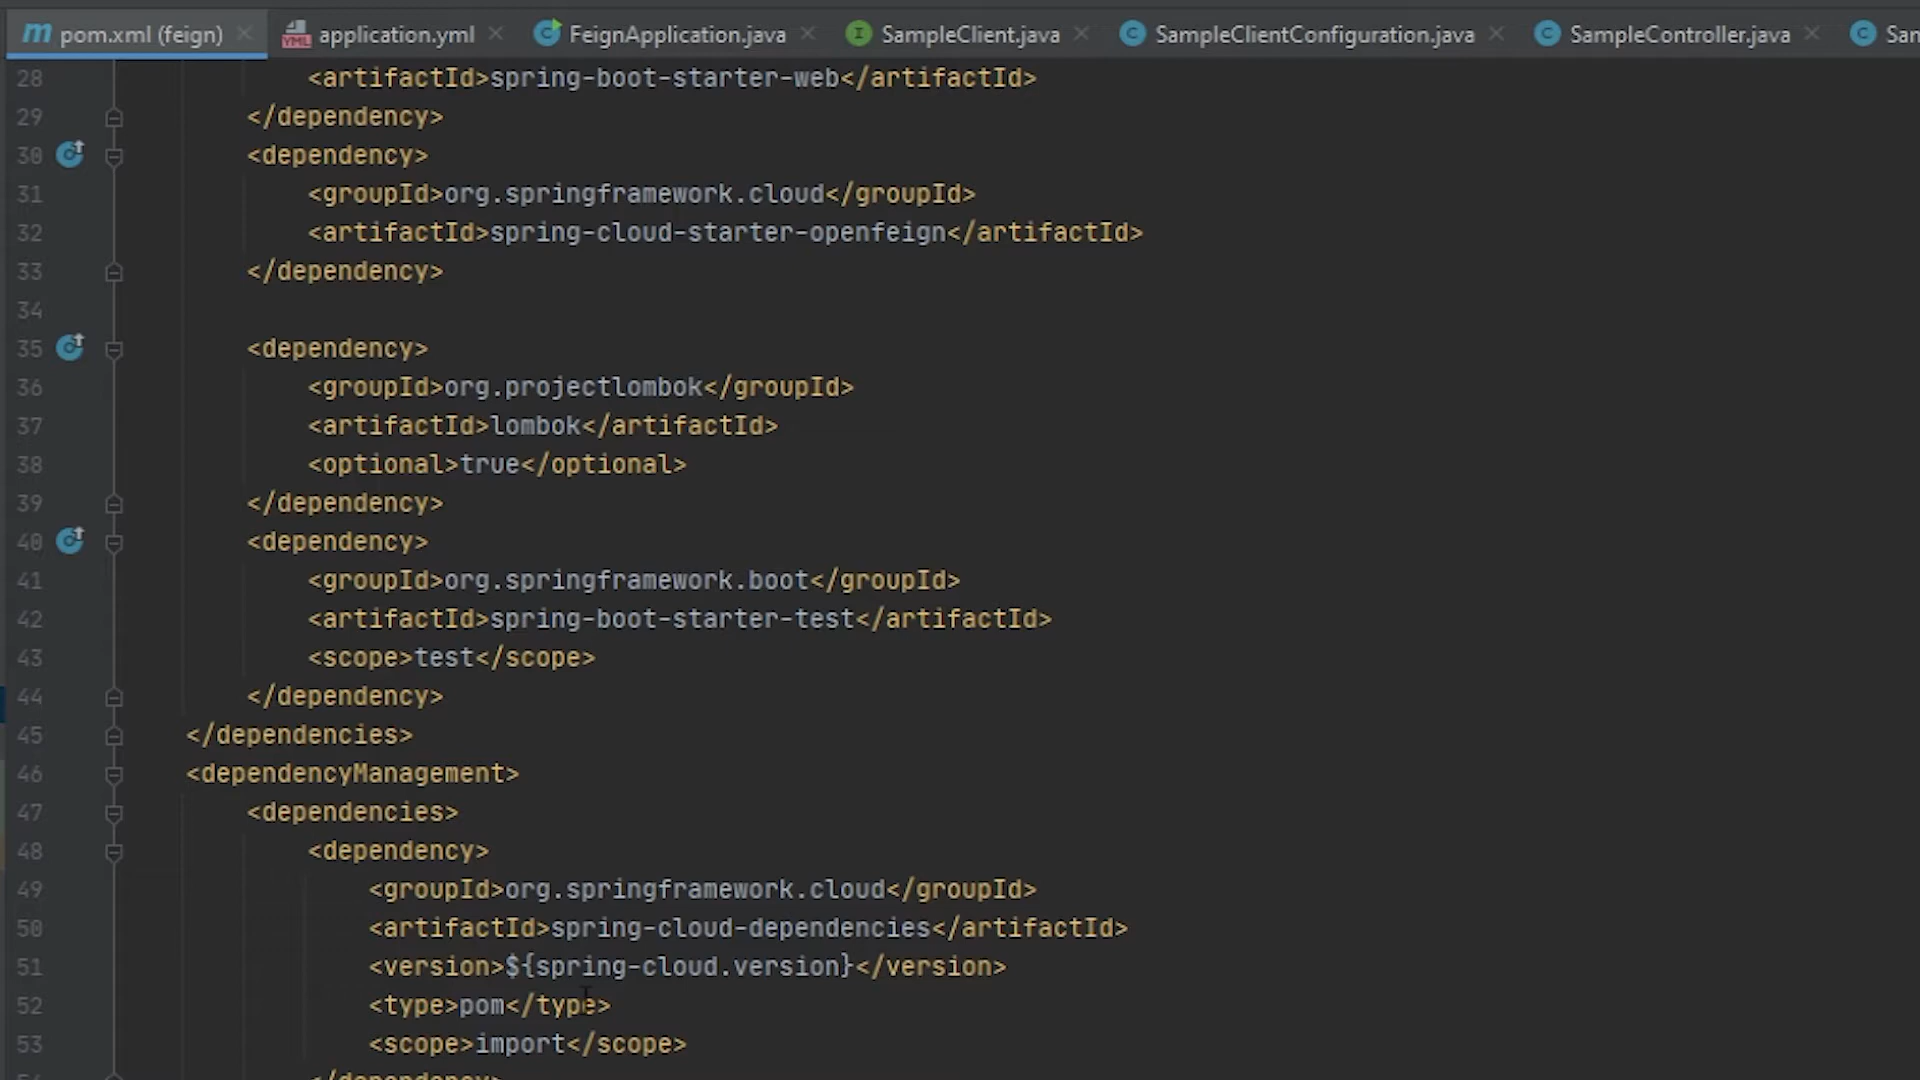 pom.xml (feign) application.yml FeignApplication.java SampleClient.java SampleClientConfiguration.java SampleController.java
28 <artifactId>spring-boot-starter-web</artifactId>
29 </dependency>
30 <dependency>
31 <groupId>org.springframework.cloud</groupId>
32 <artifactId>spring-cloud-starter-openfeign</artifactId>
33 </dependency>
34
35 <dependency>
36 <groupId>org.projectlombok</groupId>
37 <artifactId>lombok</artifactId>
38 <optional>true</optional>
39 </dependency>
40 <dependency>
41 <groupId>org.springframework.boot</groupId>
42 <artifactId>spring-boot-starter-test</artifactId>
43 <scope>test</scope>
44 </dependency>
45 </dependencies>
46 <dependencyManagement>
47 <dependencies>
48 <dependency>
49 <groupId>org.springframework.cloud</groupId>
50 <artifactId>spring-cloud-dependencies</artifactId>
51 <version>${spring-cloud.version}</version>
52 <type>pom</type>
53 <scope>import</scope>